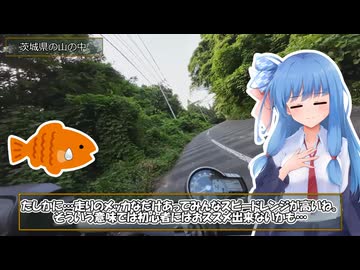 茨城県の山の中
たしかに…走りのメッカなだけあってみんなスピードレンジが高いね。
そういう意味では初心者にはおススメ出来ないかも…